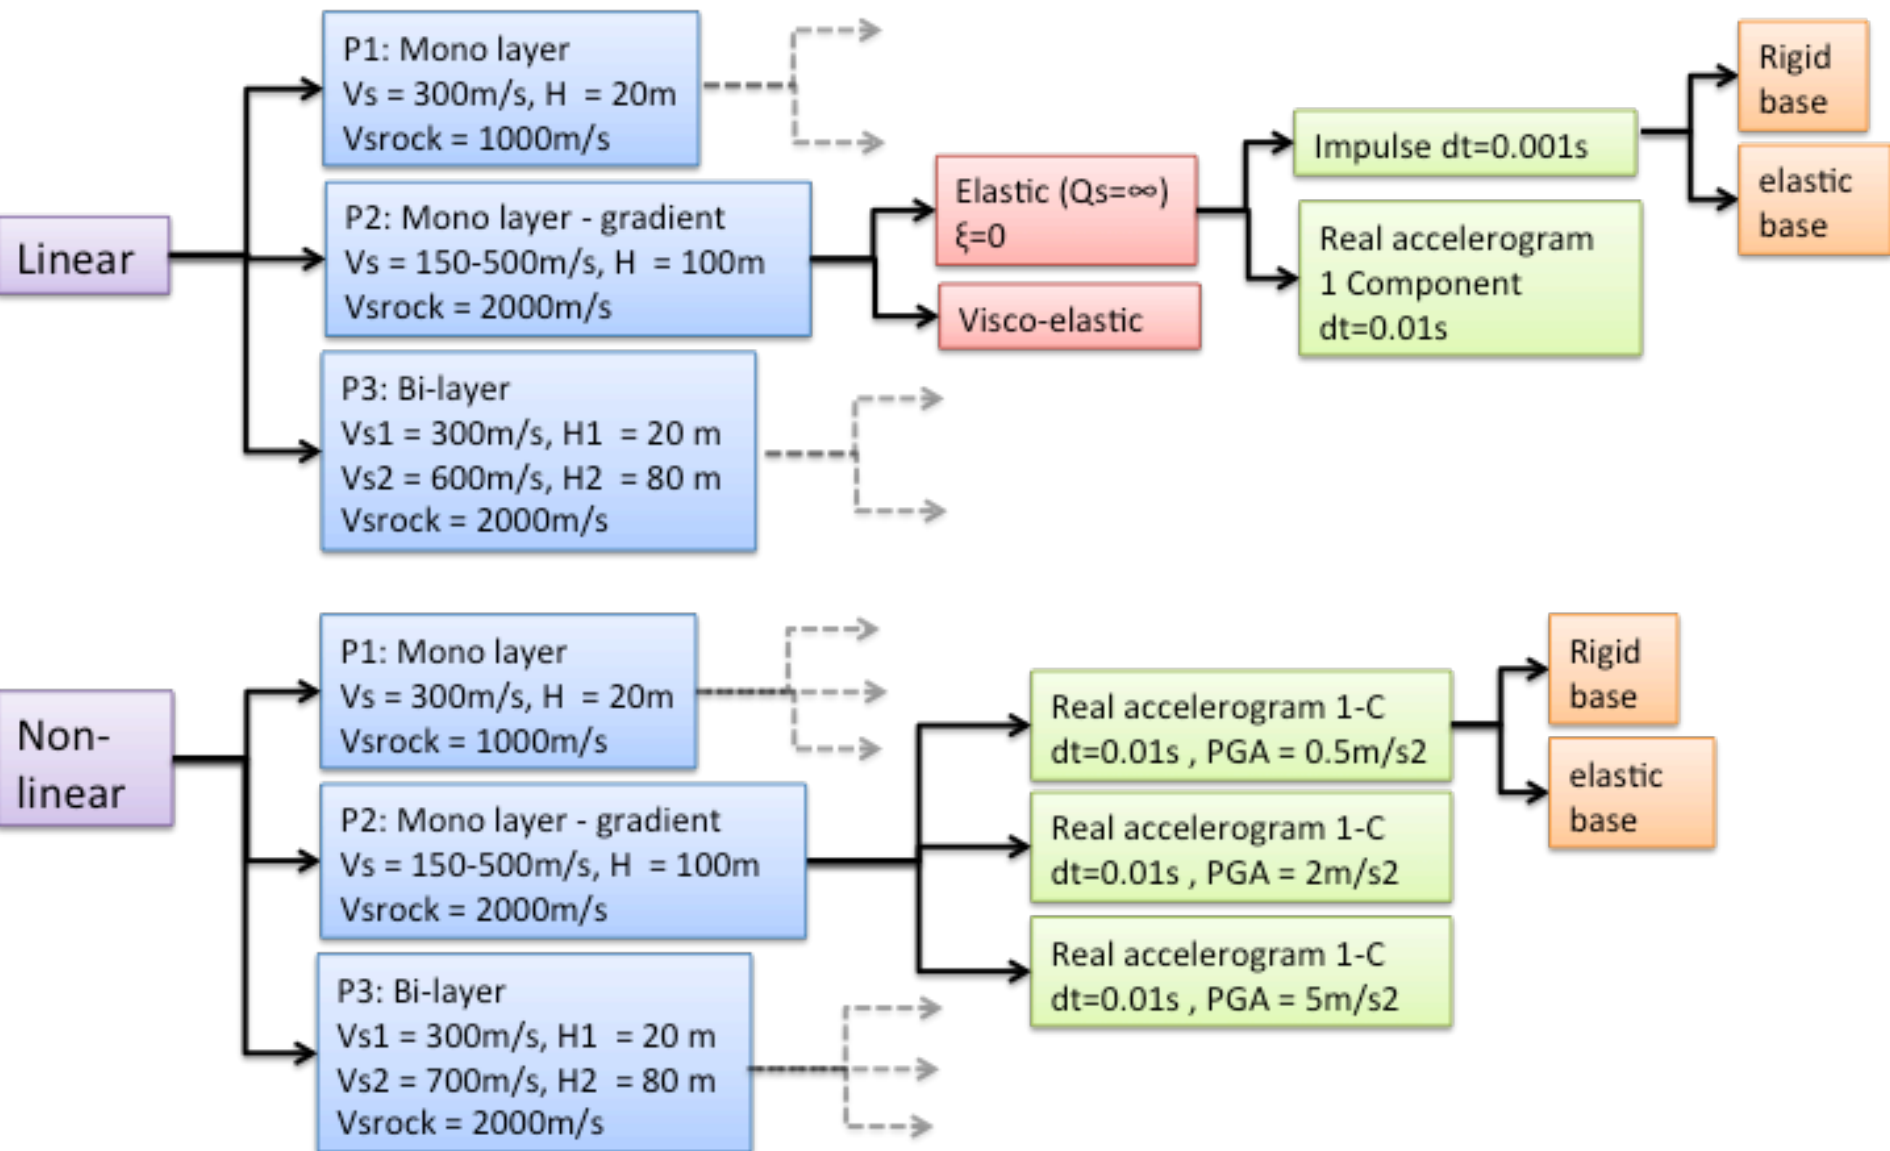 Linear
P1: Mono layer
Vs = 300m/s, H  = 20m
Vsrock = 1000m/s
P2: Mono layer - gradient
Vs = 150-500m/s, H  = 100m
Vsrock = 2000m/s
P3: Bi-layer
Vs1 = 300m/s, H1  = 20 m
Vs2 = 600m/s, H2  = 80 m
Vsrock = 2000m/s
Elastic (Qs=∞)
ξ=0
Visco-elastic
Impulse dt=0.001s
Real accelerogram
1 Component
dt=0.01s
Rigid
base
elastic
base
Non-
linear
P1: Mono layer
Vs = 300m/s, H  = 20m
Vsrock = 1000m/s
P2: Mono layer - gradient
Vs = 150-500m/s, H  = 100m
Vsrock = 2000m/s
P3: Bi-layer
Vs1 = 300m/s, H1  = 20 m
Vs2 = 700m/s, H2  = 80 m
Vsrock = 2000m/s
Real accelerogram 1-C
dt=0.01s , PGA = 0.5m/s2
Real accelerogram 1-C
dt=0.01s , PGA = 2m/s2
Real accelerogram 1-C
dt=0.01s , PGA = 5m/s2
Rigid
base
elastic
base